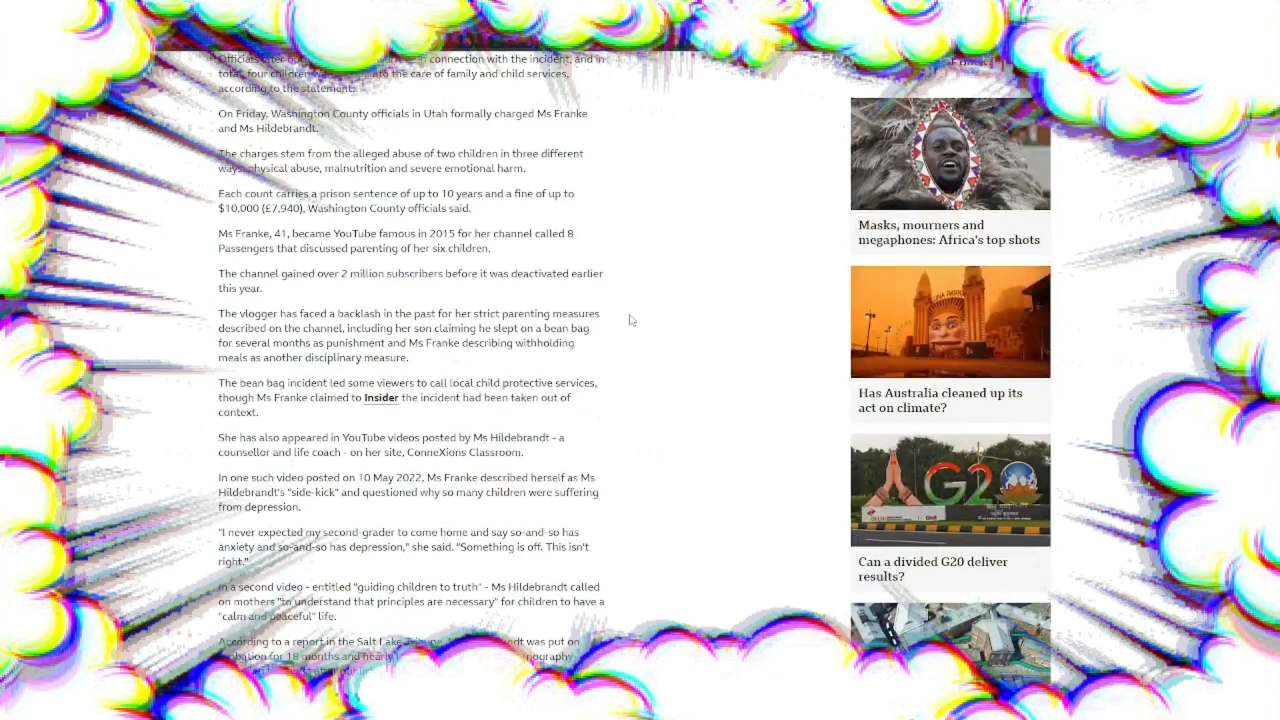 connection with the incident, and in
total, four children into the care of family and child services,
according to the statement.
On Friday, Washington County officials in Utah formally charged Ms Franke
and Ms Hildebrandt.
The charges stem from the alleged abuse of two children in three different
ways: physical abuse, malnutrition and severe emotional harm.
Each count carries a prison sentence of up to 10 years and a fine of up to
$10,000 (£7,940), Washington County officials said.
Ms Franke, 41, became YouTube famous in 2015 for her channel called 8
Passengers that discussed parenting of her six children.
The channel gained over 2 million subscribers before it was deactivated earlier
this year.
The vlogger has faced a backlash in the past for her strict parenting measures
described on the channel, including her son claiming he slept on a bean bag
for several months as punishment and Ms Franke describing withholding
meals as another disciplinary measure.
The bean bag incident led some viewers to call local child protective services,
though Ms Franke claimed to Insider the incident had been taken out of
context.
She has also appeared in YouTube videos posted by Ms Hildebrandt - a
counsellor and life coach - on her site, ConneXions Classroom.
In one such video posted on 10 May 2022, Ms Franke described herself as Ms
Hildebrandt's "side-kick" and questioned why so many children were suffering
from depression.
"I never expected my second-grader to come home and say so-and-so has
anxiety and so-and-so has depression," she said. "Something is off. This isn't
right."
In a second video - entitled "guiding children to truth" - Ms Hildebrandt called
on mothers "to understand that principles are necessary" for children to have a
"calm and peaceful" life.
According to a report in the Salt Lake Tribune, was put on
probation for 18 months and nearly
Masks, mourners and
megaphones: Africa's top shots
LUNA PARK
Has Australia cleaned up its
act on climate?
G20
Can a divided G20 deliver
results?